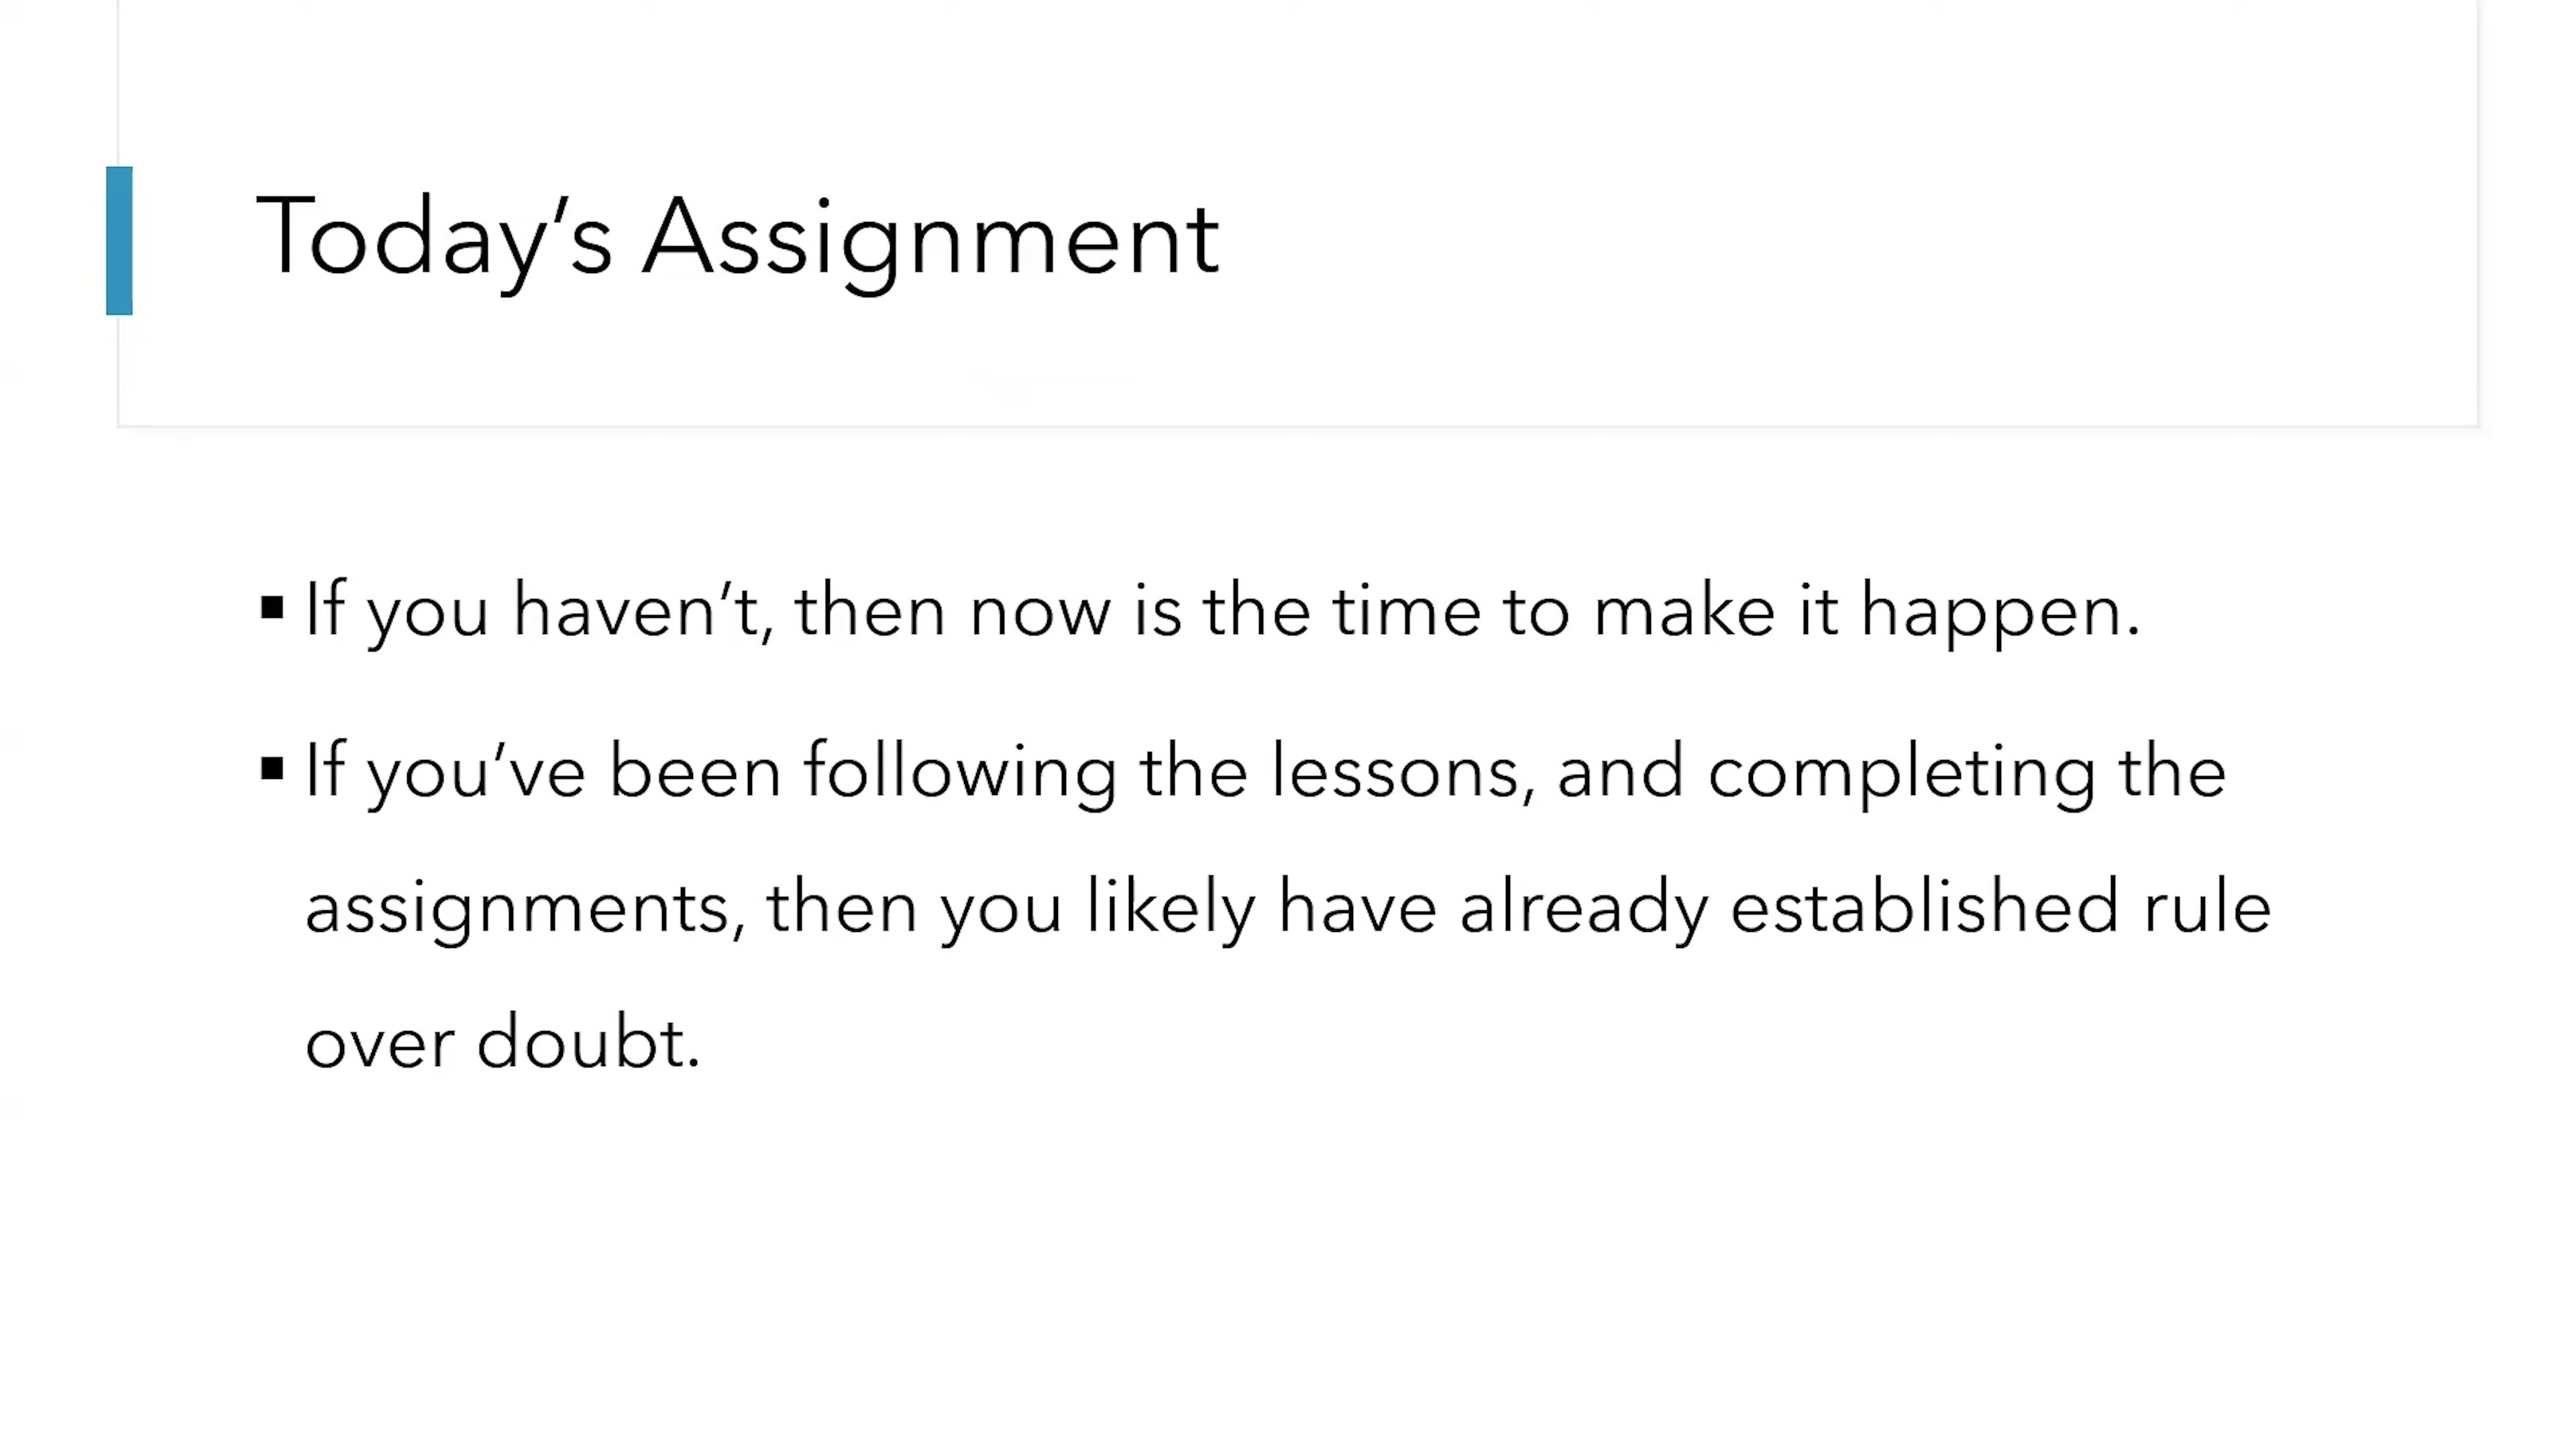 Today’s Assignment
▪ If you haven’t, then now is the time to make it happen.
▪ If you’ve been following the lessons, and completing the
assignments, then you likely have already established rule
over doubt.